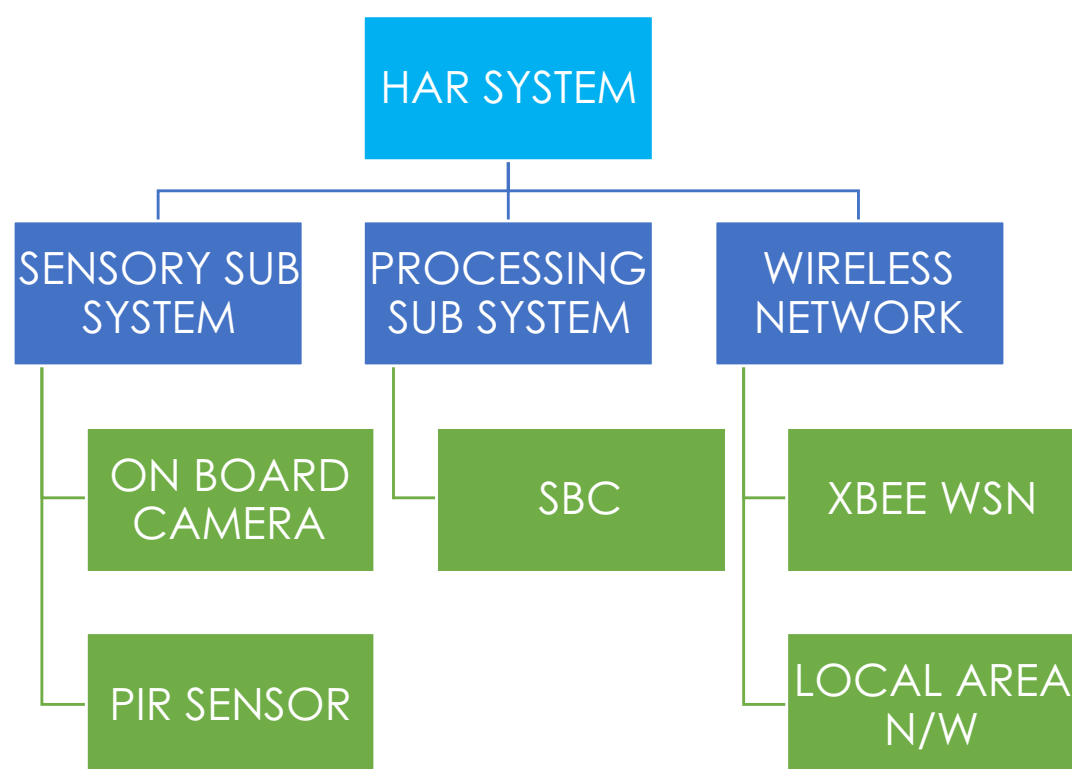 HAR SYSTEM
SENSORY SUB
SYSTEM
PROCESSING
SUB SYSTEM
WIRELESS
NETWORK
ON BOARD
CAMERA
SBC
XBEE WSN
PIR SENSOR
LOCAL AREA
N/W